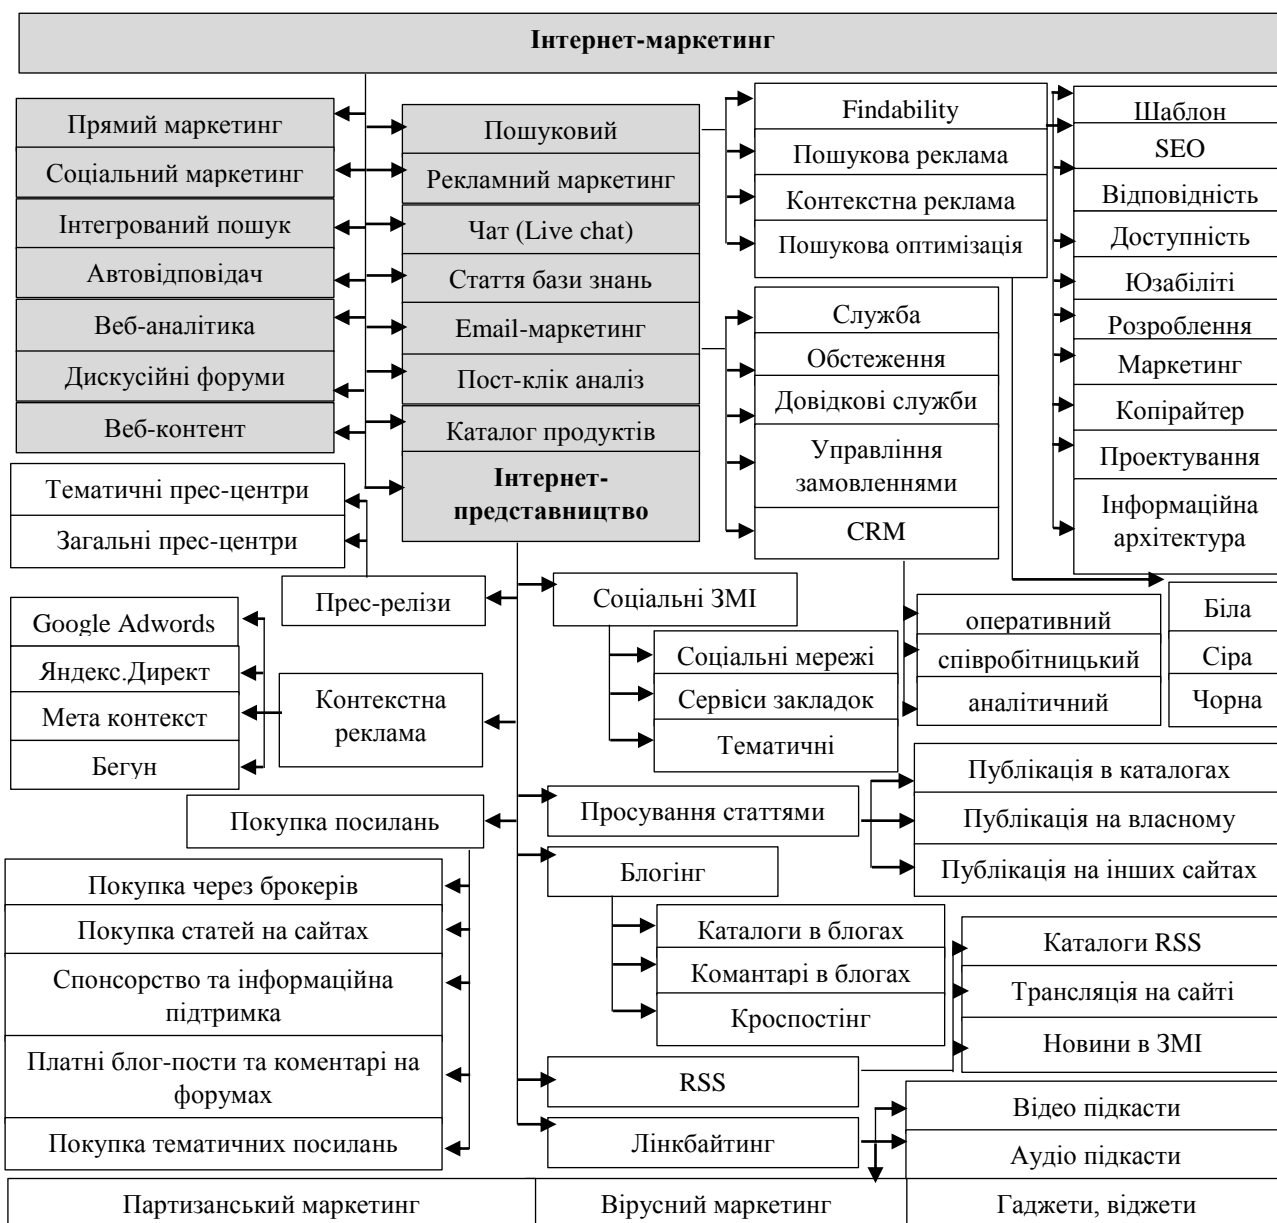 Інтернет-маркетинг
Прямий маркетинг
Соціальний маркетинг
Інтегрований пошук
Автовідповідач
Веб-аналітика
Дискусійні форуми
Веб-контент
Пошуковий
Рекламний маркетинг
Чат (Live chat)
Стаття бази знань
Email-маркетинг
Пост-клік аналіз
Каталог продуктів
Інтернет-
представництво
Findability
Пошукова реклама
Контекстна реклама
Пошукова оптимізація
Служба
Обстеження
Довідкові служби
Управління
замовленнями
CRM
Шаблон
SEO
Відповідність
Доступність
Юзабіліті
Розроблення
Маркетинг
Копірайтер
Проектування
Інформаційна
архітектура
Тематичні прес-центри
Загальні прес-центри
Прес-релізи
Соціальні ЗМІ
Google Adwords
Яндекс.Директ
Мета контекст
Бегун
Контекстна
реклама
Соціальні мережі
Сервіси закладок
Тематичні
оперативний
співробітницький
аналітичний
Біла
Сіра
Чорна
Покупка посилань
Просування статтями
Публікація в каталогах
Публікація на власному
Публікація на інших сайтах
Покупка через брокерів
Покупка статей на сайтах
Спонсорство та інформаційна
підтримка
Платні блог-пости та коментарі на
форумах
Покупка тематичних посилань
Блогінг
Каталоги в блогах
Комантарі в блогах
Кроспостінг
Каталоги RSS
Трансляція на сайті
Новини в ЗМІ
RSS
Лінкбайтинг
Відео підкасти
Аудіо підкасти
Партизанський маркетинг
Вірусний маркетинг
Гаджети, віджети